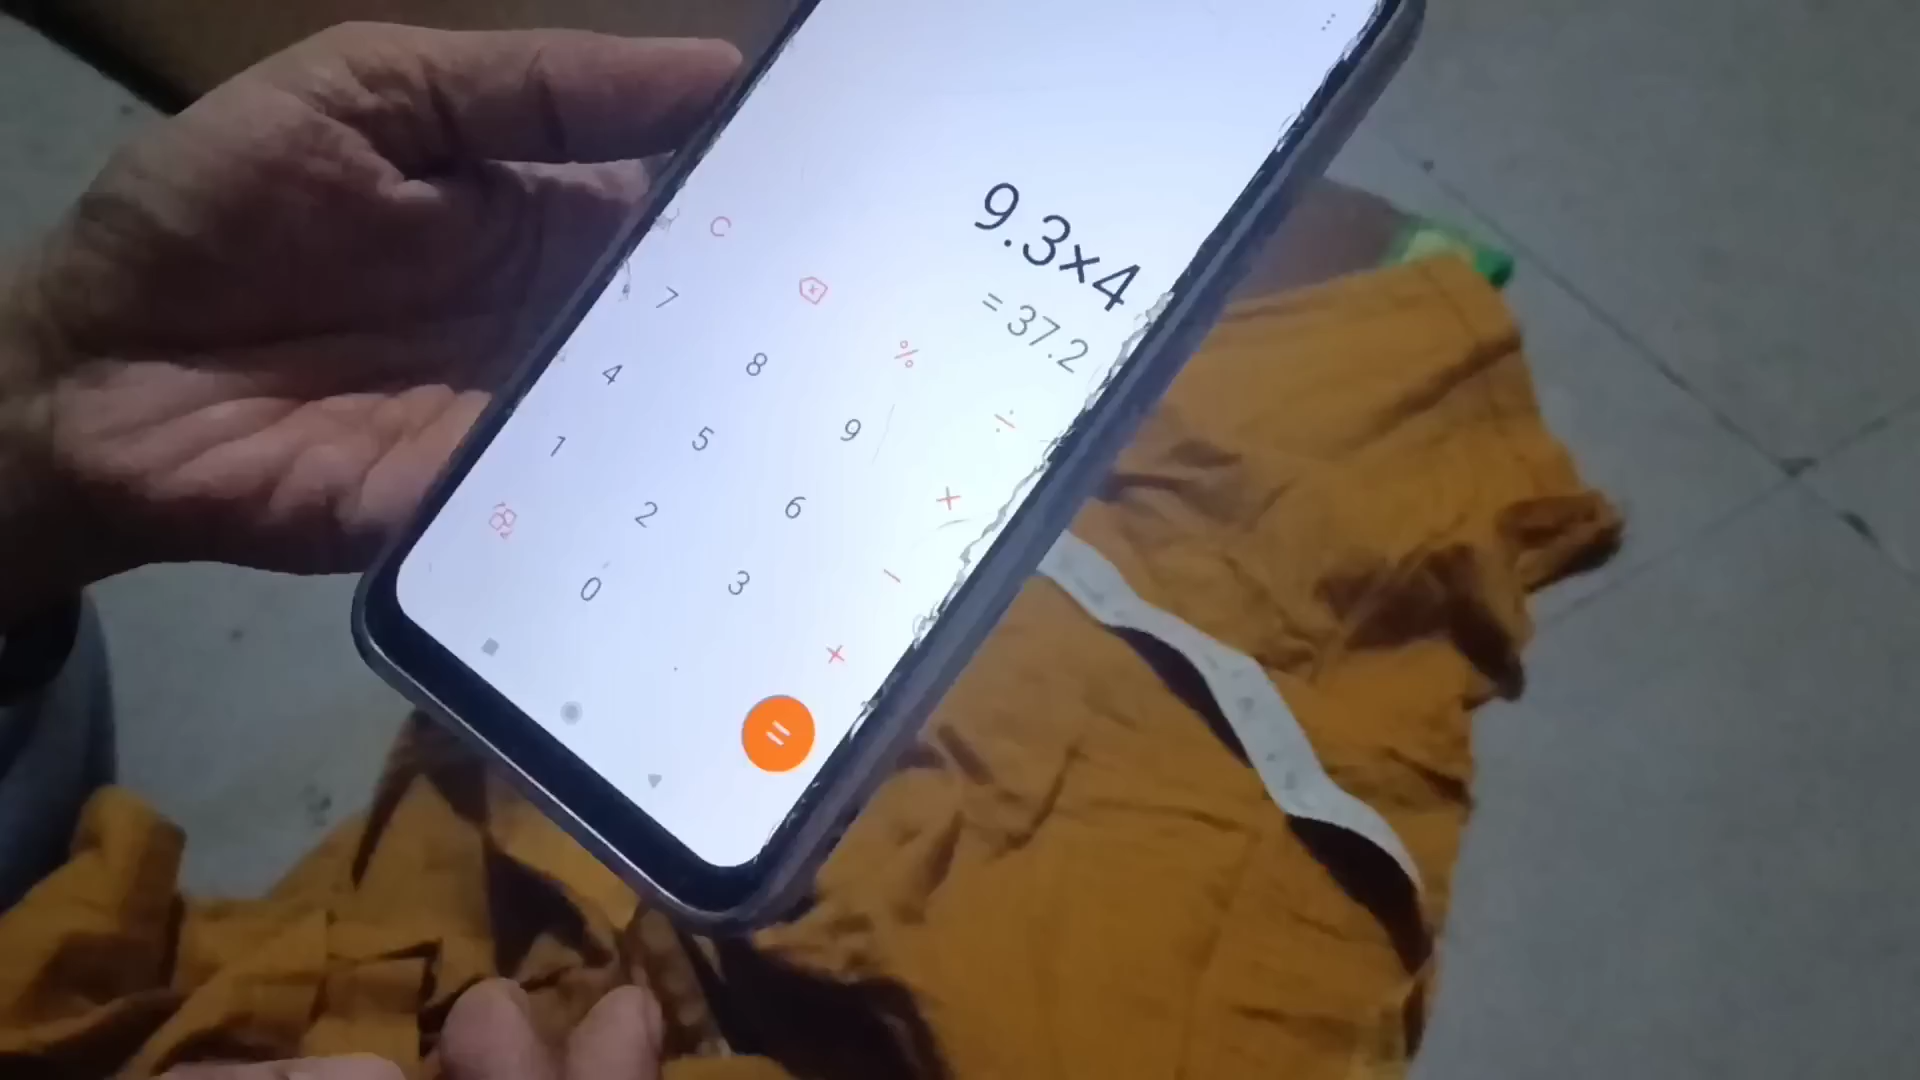 9.3×4
= 37.2
C
%
÷
7 8 9 ×
4 5 6 −
1 2 3 +
0 . =